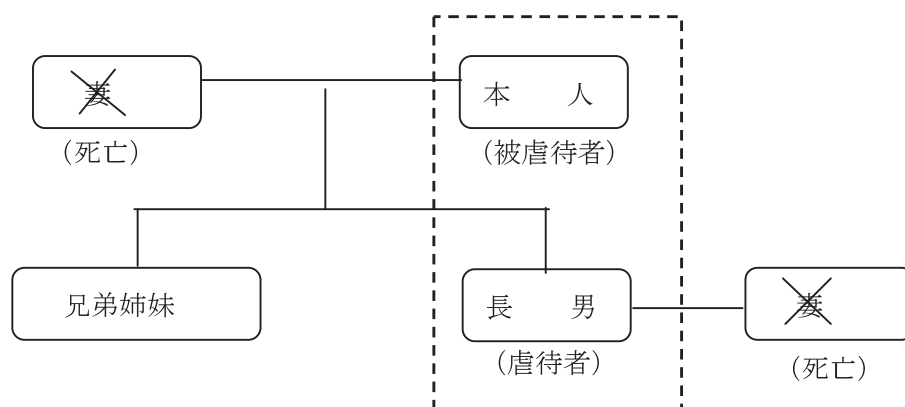 妻
本　　人
（死亡）
（被虐待者）
兄弟姉妹
長　　男
妻
（虐待者）
（死亡）